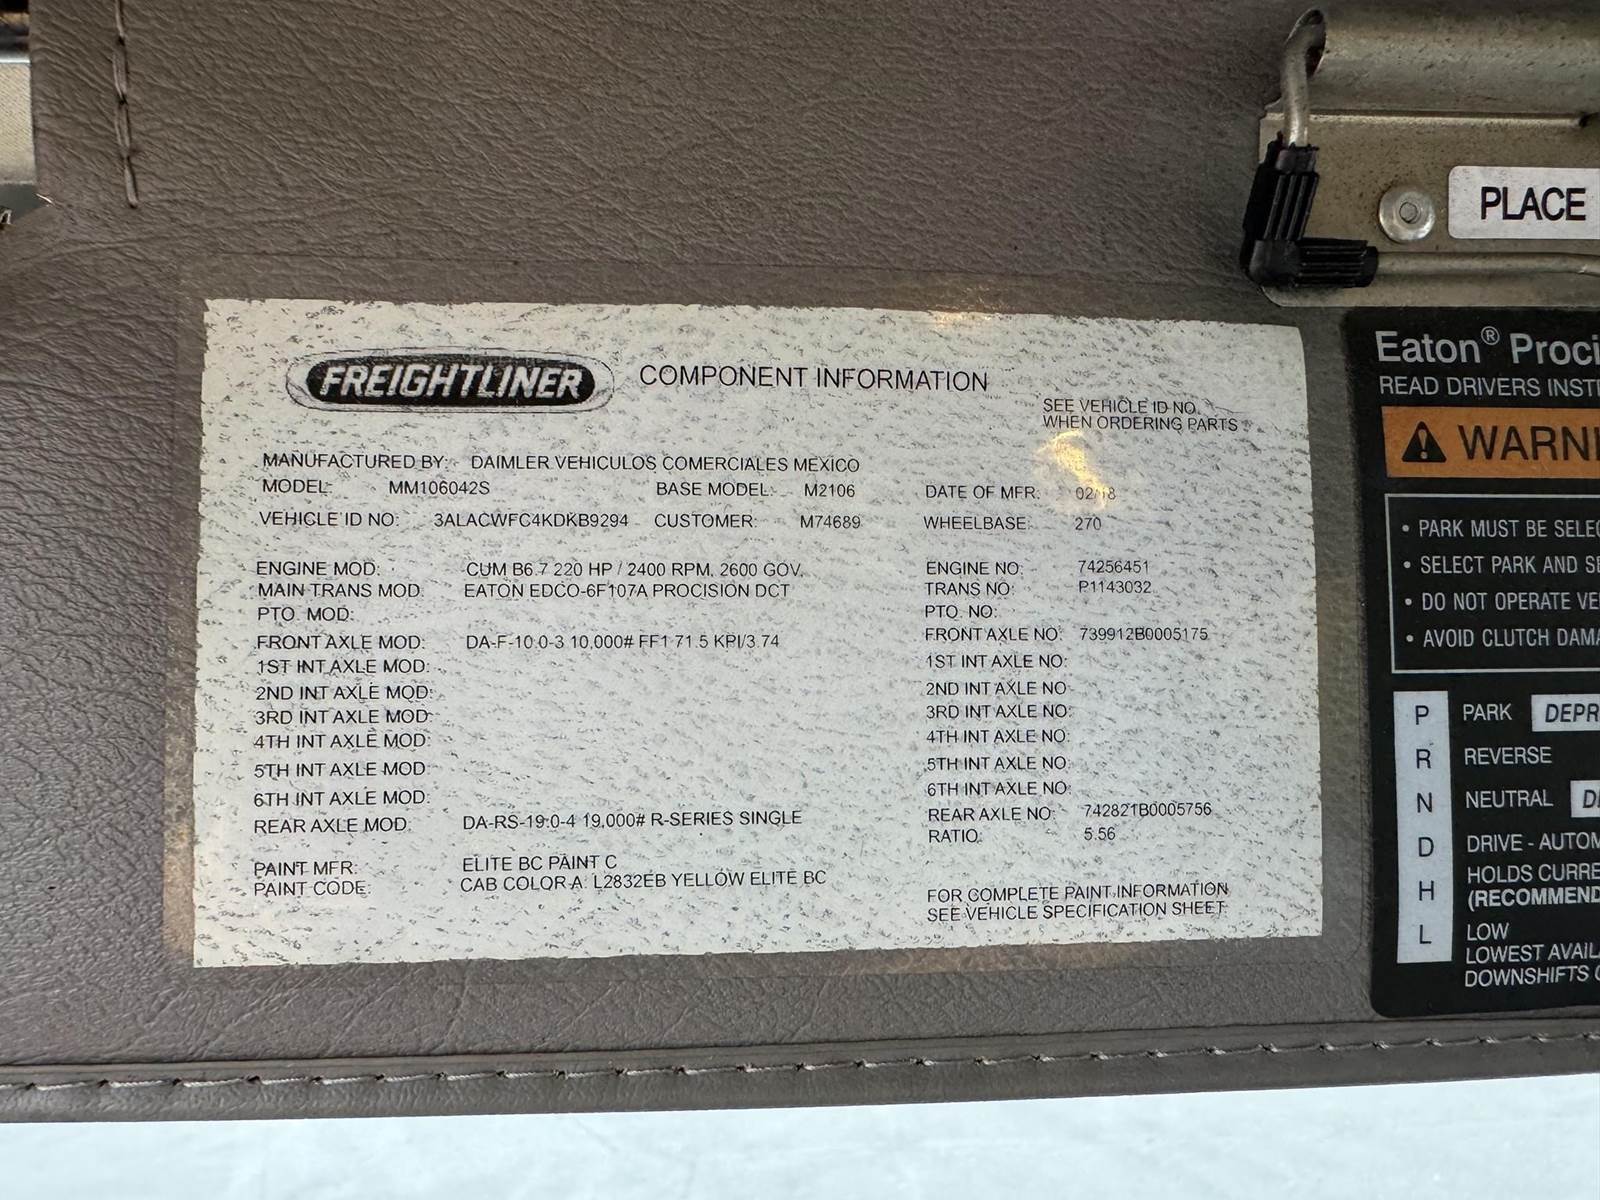 PLACE
FREIGHTLINER COMPONENT INFORMATION
SEE VEHICLE ID NO.
WHEN ORDERING PARTS
MANUFACTURED BY: DAIMLER VEHICULOS COMERCIALES MEXICO
MODEL: MM106042S BASE MODEL: M2106 DATE OF MFR: 02/18
VEHICLE ID NO: 3ALACWFC4KDKB9294 CUSTOMER: M74689 WHEELBASE: 270
ENGINE MOD: CUM B6.7 220 HP / 2400 RPM, 2600 GOV, ENGINE NO: 74256451
MAIN TRANS MOD: EATON EDCO-6F107A PRECISION DCT TRANS NO: P1143032
PTO. MOD: PTO. NO:
FRONT AXLE MOD: DA-F-10.0-3 10,000# FF1 71.5 KPI/3.74 FRONT AXLE NO: 739912B0005175
1ST INT AXLE MOD: 1ST INT AXLE NO:
2ND INT AXLE MOD: 2ND INT AXLE NO:
3RD INT AXLE MOD: 3RD INT AXLE NO:
4TH INT AXLE MOD: 4TH INT AXLE NO:
5TH INT AXLE MOD: 5TH INT AXLE NO:
6TH INT AXLE MOD: 6TH INT AXLE NO:
REAR AXLE MOD: DA-RS-19.0-4 19,000# R-SERIES SINGLE REAR AXLE NO: 742821B0005756
RATIO: 5.56
PAINT MFR: ELITE BC PAINT C
PAINT CODE: CAB COLOR A: L2832EB YELLOW ELITE BC
FOR COMPLETE PAINT INFORMATION
SEE VEHICLE SPECIFICATION SHEET
Eaton® Proci
READ DRIVERS INST
WARNI
• PARK MUST BE SELEC
• SELECT PARK AND SE
• DO NOT OPERATE VE
• AVOID CLUTCH DAMA
P PARK DEPR
R REVERSE
N NEUTRAL DE
D DRIVE - AUTOM
H HOLDS CURRE
(RECOMMEND
L LOW
LOWEST AVAIL
DOWNSHIFTS